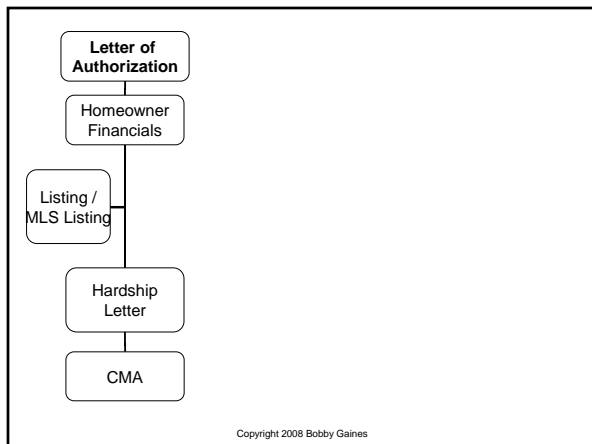 Letter of
Authorization
Homeowner
Financials
Listing /
MLS Listing
Hardship
Letter
CMA
Copyright 2008 Bobby Gaines